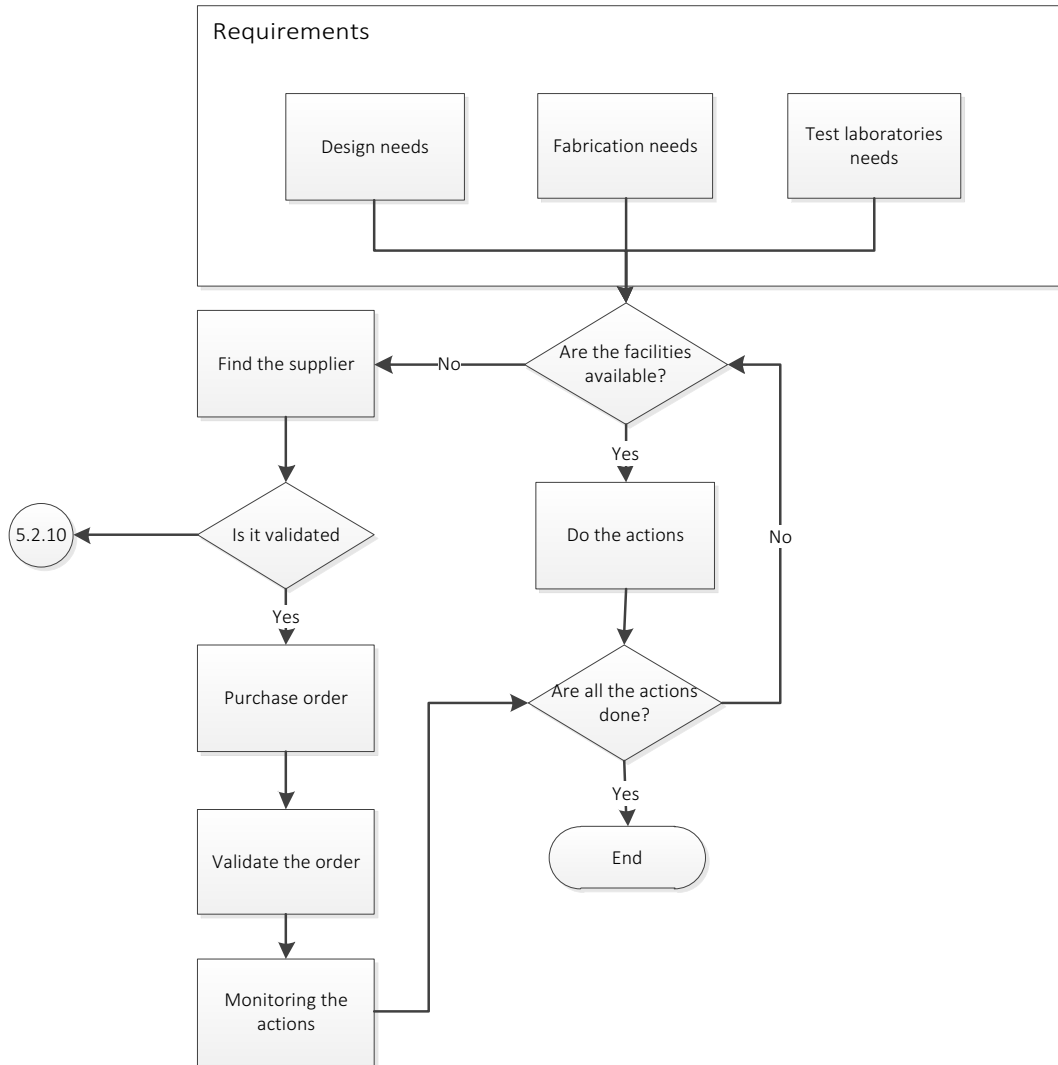 Requirements
Design needs
Fabrication needs
Test laboratories
needs
Find the supplier
No
Are the facilities
available?
Yes
5.2.10
Is it validated
Do the actions
No
Yes
Purchase order
Are all the actions
done?
Yes
Validate the order
End
Monitoring the
actions